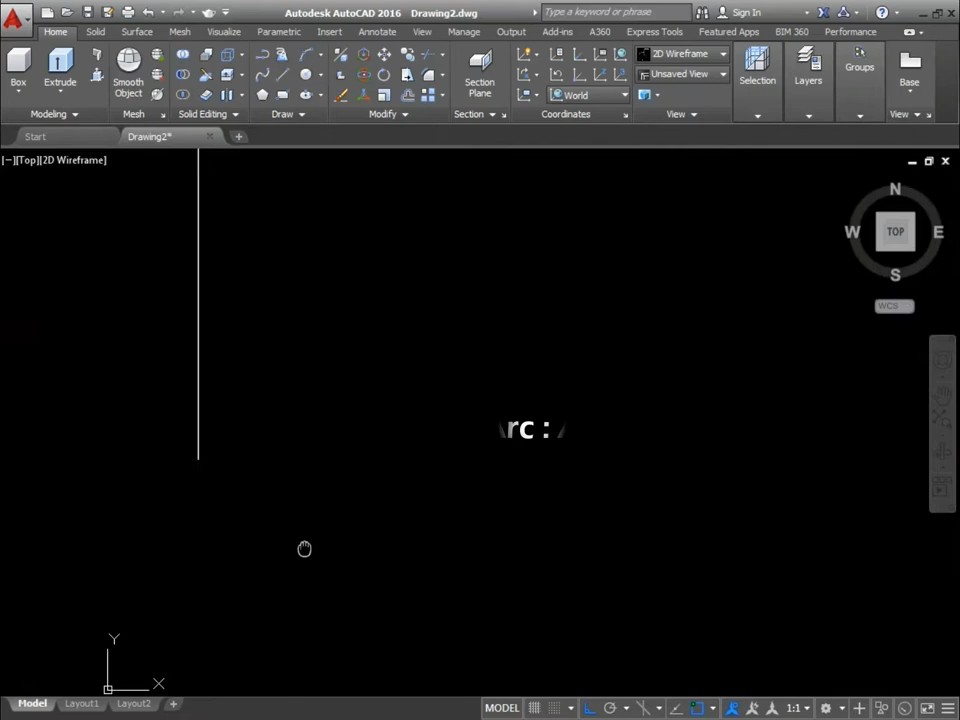 Autodesk AutoCAD 2016 Drawing2.dwg
Type a keyword or phrase
Sign In
Home Solid Surface Mesh Visualize Parametric Insert Annotate View Manage Output Add-ins A360 Express Tools Featured Apps BIM 360 Performance
Box
Extrude
Smooth
Object
Section
Plane
2D Wireframe
Unsaved View
World
Selection
Layers
Groups
Base
Modeling
Mesh
Solid Editing
Draw
Modify
Section
Coordinates
View
View
Start
Drawing2*
[−][Top][2D Wireframe]
N
W
TOP
E
S
WCS
rc :
Y
X
Model
Layout1
Layout2
MODEL
1:1